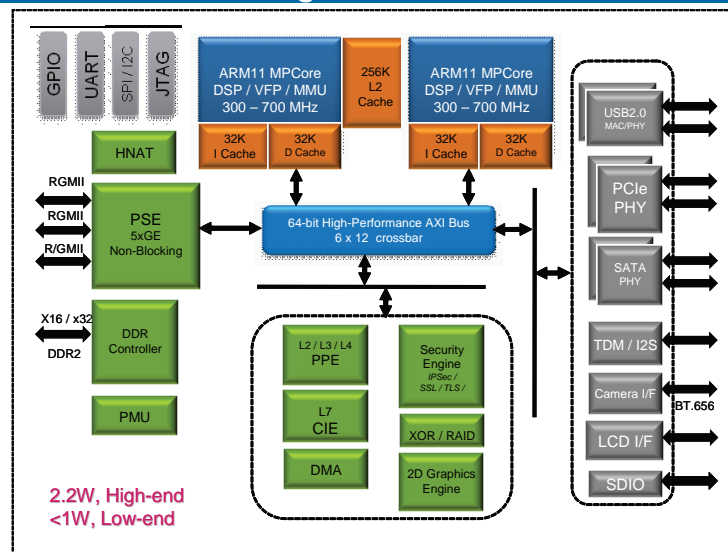 GPIO
UART
SPI / I2C
JTAG
ARM11 MPCore
DSP / VFP / MMU
300 – 700 MHz
32K
I Cache
32K
D Cache
256K
L2
Cache
ARM11 MPCore
DSP / VFP / MMU
300 – 700 MHz
32K
I Cache
32K
D Cache
HNAT
RGMII
RGMII
R/GMII
PSE
5xGE
Non-Blocking
64-bit High-Performance AXI Bus
6 x 12 crossbar
X16 / x32
DDR2
DDR
Controller
PMU
L2 / L3 / L4
PPE
L7
CIE
DMA
Security
Engine
IPSec /
SSL / TLS /
XOR / RAID
2D Graphics
Engine
USB2.0
MAC/PHY
PCIe
PHY
SATA
PHY
TDM / I2S
Camera I/F
BT.656
LCD I/F
SDIO
2.2W, High-end
<1W, Low-end